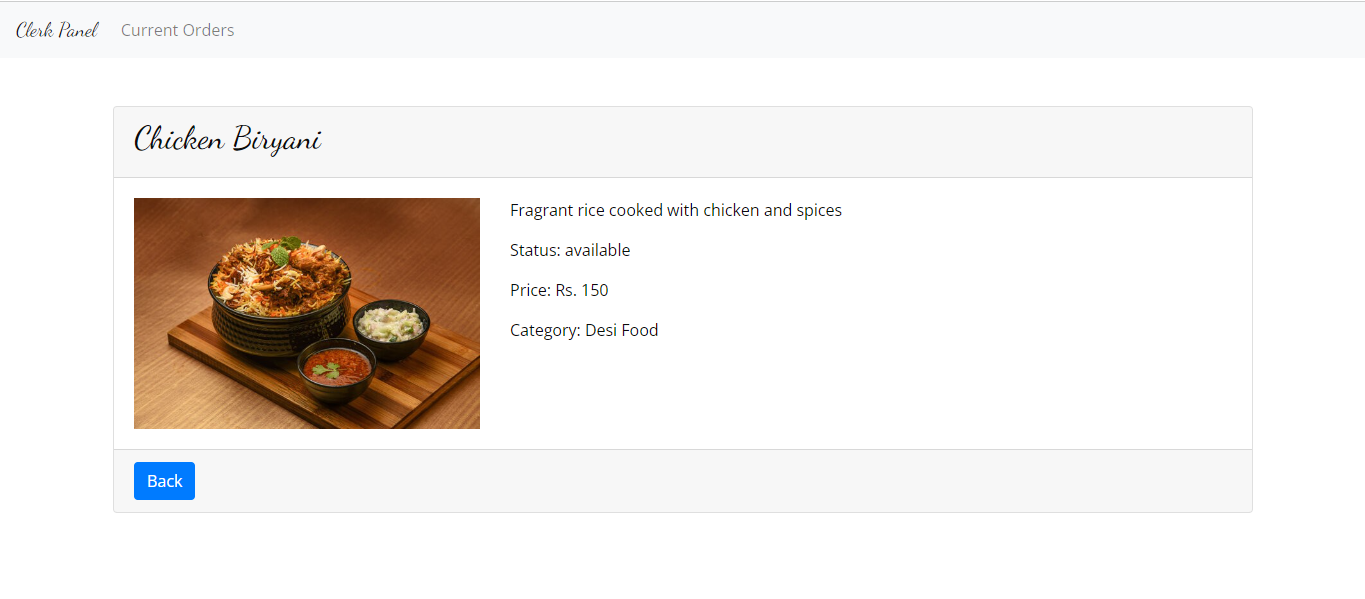 Clerk Panel Current Orders
Chicken Biryani
Fragrant rice cooked with chicken and spices
Status: available
Price: Rs. 150
Category: Desi Food
Back